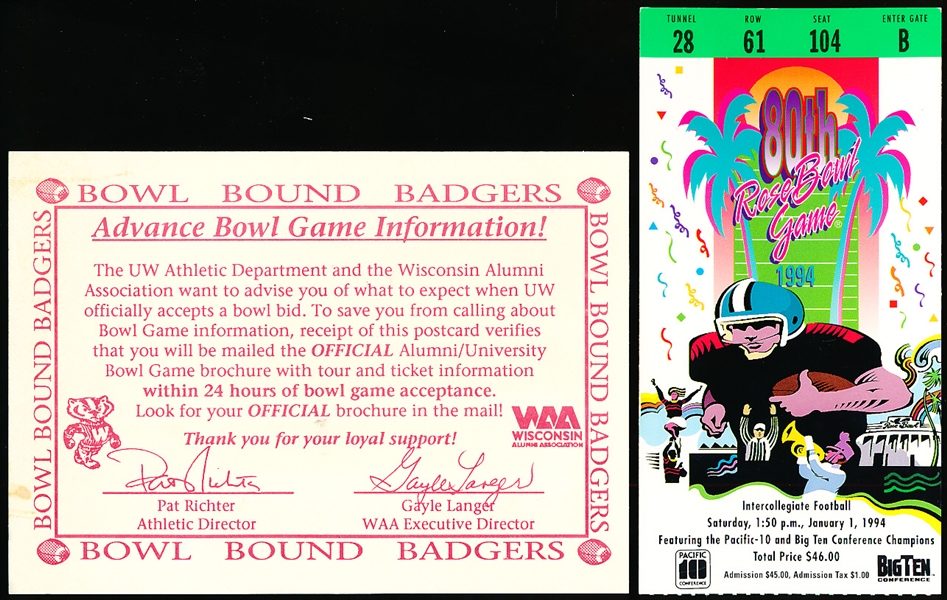 BOWL BOUND BADGERS
BOWL BOUND BADGERS
Advance Bowl Game Information!
The UW Athletic Department and the Wisconsin Alumni
Association want to advise you of what to expect when UW
officially accepts a bowl bid. To save you from calling about
Bowl Game information, receipt of this postcard verifies
that you will be mailed the OFFICIAL Alumni/University
Bowl Game brochure with tour and ticket information
within 24 hours of bowl game acceptance.
Look for your OFFICIAL brochure in the mail!
Thank you for your loyal support!
WAA
WISCONSIN
ALUMNI ASSOCIATION
Pat Richter
Gayle Langer
Pat Richter
Athletic Director
Gayle Langer
WAA Executive Director
BOWL BOUND BADGERS
BOWL BOUND BADGERS
TUNNEL
28
ROW
61
SEAT
104
ENTER GATE
B
80th
Rose Bowl
Game
1994
Rose Bowl
Intercollegiate Football
Saturday, 1:50 p.m., January 1, 1994
Featuring the Pacific-10 and Big Ten Conference Champions
Total Price $46.00
Admission $45.00, Admission Tax $1.00
PACIFIC
10
CONFERENCE
BIG TEN
CONFERENCE